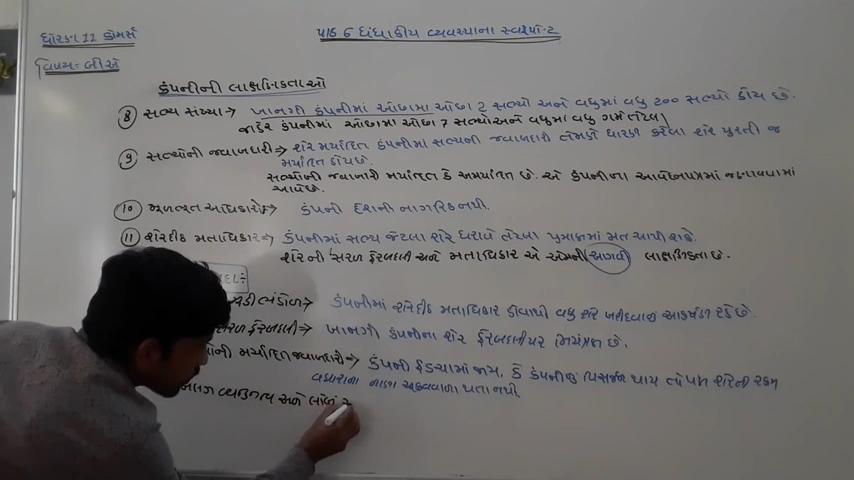 ધોરણ 11 કોમર્સ
પાઠ 6 ધંધાકીય વ્યવસ્થાના સ્વરૂપો-2
વિષય:- બીએ
કંપનીની લાક્ષણિકતાઓ
8 સભ્ય સંખ્યા → ખાનગી કંપનીમાં ઓછામાં ઓછા 2 સભ્યો અને વધુમાં વધુ 200 સભ્યો હોય છે.
જાહેર કંપનીમાં ઓછામાં ઓછા 7 સભ્યો અને વધુમાં વધુ ગમે તેટલા
9 સભ્યોની જવાબદારી → શેર મર્યાદિત કંપનીમાં સભ્યની જવાબદારી તેમણે ધારણ કરેલા શેર પુરતી જ
મર્યાદિત હોય છે.
સભ્યોની જવાબદારી મર્યાદિત કે અમર્યાદિત છે. એ કંપનીના આવેદનપત્રમાં જણાવવામાં
આવે છે.
10 મૂળભૂત અધિકારો → કંપની દેશની નાગરિક નથી.
11 શેરદીઠ મતાધિકાર → કંપનીમાં સભ્ય જેટલા શેર ધરાવે તેટલા પ્રમાણમાં મત આપી શકે.
શેરની સરળ ફેરબદલી અને મતાધિકાર એ એમની આગવી લાક્ષણિકતા છે.
ભંડોળ → કંપનીમાં શેરદીઠ મતાધિકાર હોવાથી વધુ શેર ખરીદવાનું આકર્ષણ રહે છે.
સરળ ફેરબદલી → ખાનગી કંપનીના શેર ફેરબદલી પર નિયંત્રણ છે.
મર્યાદિત જવાબદારી → કંપની ફડચામાં જાય, કે કંપનીનું વિસર્જન થાય તો પણ શેરની રકમ
વધારાના નાણાં ચૂકવવાના થતા નથી.
અલગ વ્યક્તિત્વ અને લાંબું